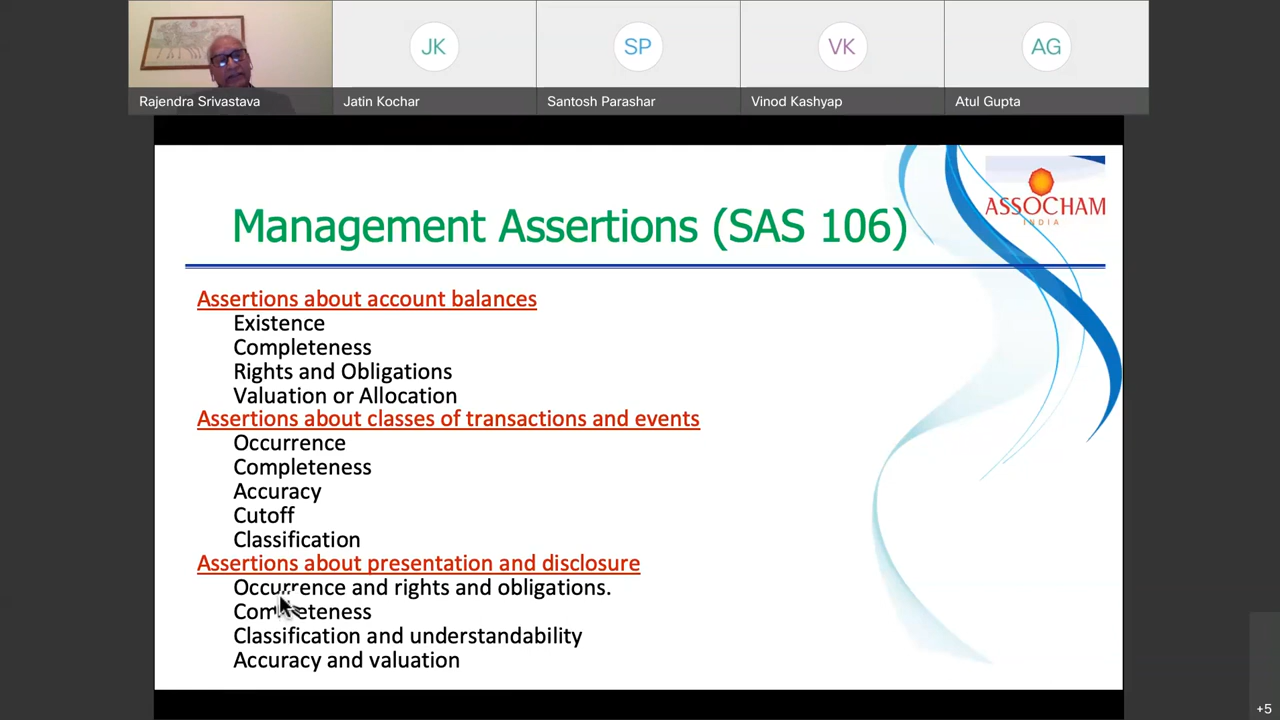 JK
SP
VK
AG
Rajendra Srivastava
Jatin Kochar
Santosh Parashar
Vinod Kashyap
Atul Gupta
ASSOCHAM
INDIA
Management Assertions (SAS 106)
Assertions about account balances
Existence
Completeness
Rights and Obligations
Valuation or Allocation
Assertions about classes of transactions and events
Occurrence
Completeness
Accuracy
Cutoff
Classification
Assertions about presentation and disclosure
Occurrence and rights and obligations.
Completeness
Classification and understandability
Accuracy and valuation
+5